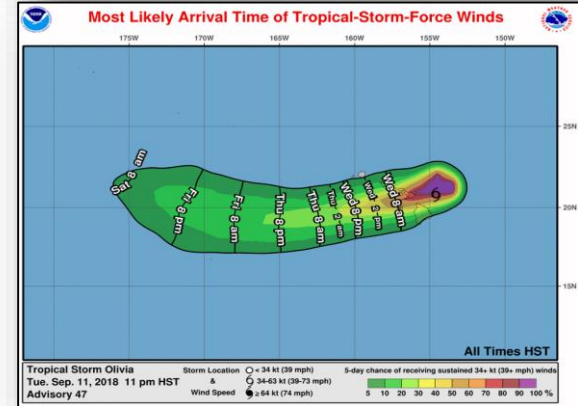 Most Likely Arrival Time of Tropical-Storm-Force Winds
175W 170W 165W 160W 155W 150W
25N
20N
15N
Sat 8 am
Fri 8 pm
Fri 8 am
Thu 8 pm
Thu 8 am
Thu 2 am
Wed 8 pm
Wed 2 pm
Wed 8 am
All Times HST
Tropical Storm Olivia
Tue. Sep. 11, 2018 11 pm HST
Advisory 47
Storm Location
&
Wind Speed
< 34 kt (39 mph)
34-63 kt (39-73 mph)
≥ 64 kt (74 mph)
5-day chance of receiving sustained 34+ kt (39+ mph) winds
5 10 20 30 40 50 60 70 80 90 100 %